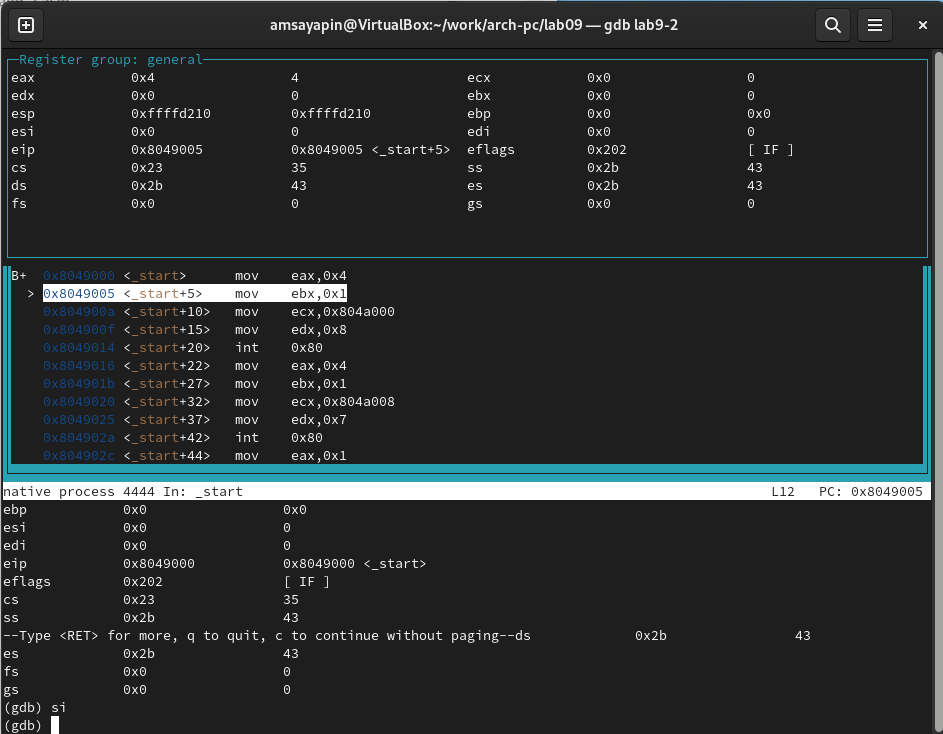 amsayapin@VirtualBox:~/work/arch-pc/lab09 — gdb lab9-2
Register group: general
eax 0x4 4 ecx 0x0 0
edx 0x0 0 ebx 0x0 0
esp 0xffffd210 0xffffd210 ebp 0x0 0x0
esi 0x0 0 edi 0x0 0
eip 0x8049005 0x8049005 <_start+5> eflags 0x202 [ IF ]
cs 0x23 35 ss 0x2b 43
ds 0x2b 43 es 0x2b 43
fs 0x0 0 gs 0x0 0
B+ 0x8049000 <_start> mov eax,0x4
> 0x8049005 <_start+5> mov ebx,0x1
0x804900a <_start+10> mov ecx,0x804a000
0x804900f <_start+15> mov edx,0x8
0x8049014 <_start+20> int 0x80
0x8049016 <_start+22> mov eax,0x4
0x804901b <_start+27> mov ebx,0x1
0x8049020 <_start+32> mov ecx,0x804a008
0x8049025 <_start+37> mov edx,0x7
0x804902a <_start+42> int 0x80
0x804902c <_start+44> mov eax,0x1
native process 4444 In: _start L12 PC: 0x8049005
ebp 0x0 0x0
esi 0x0 0
edi 0x0 0
eip 0x8049000 0x8049000 <_start>
eflags 0x202 [ IF ]
cs 0x23 35
ss 0x2b 43
--Type <RET> for more, q to quit, c to continue without paging--ds 0x2b 43
es 0x2b 43
fs 0x0 0
gs 0x0 0
(gdb) si
(gdb)